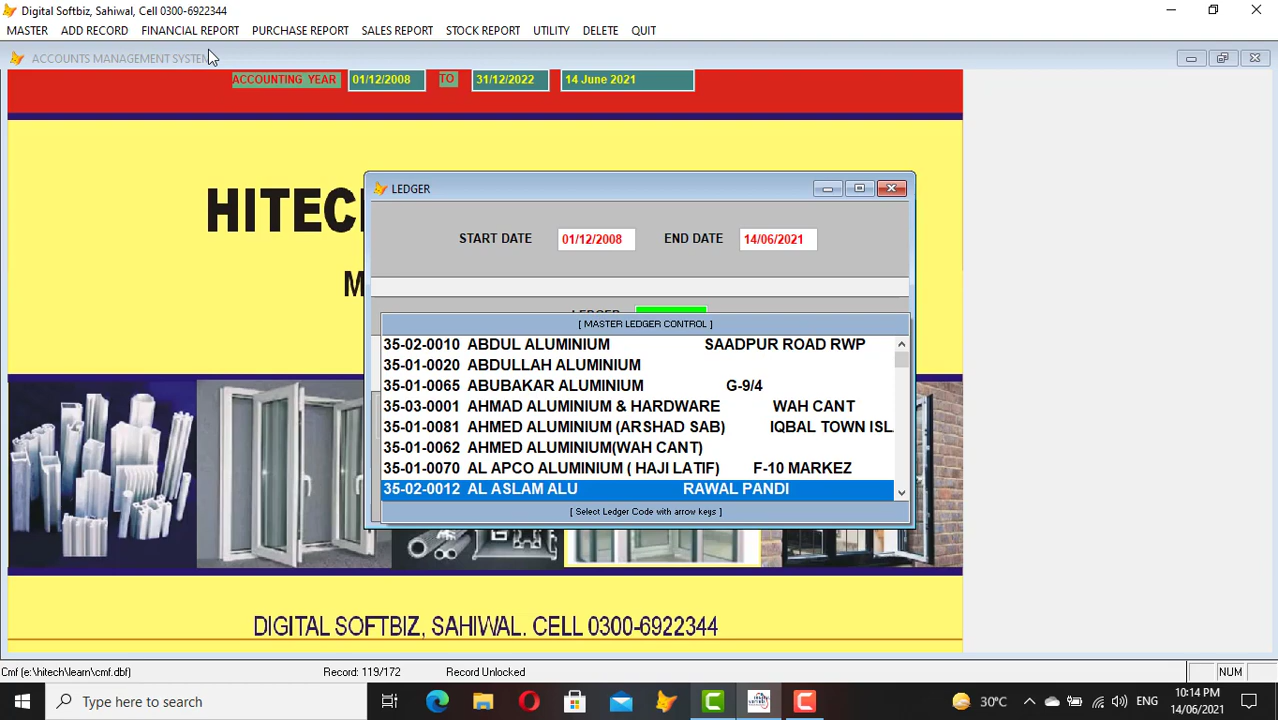 Digital Softbiz, Sahiwal, Cell 0300-6922344
MASTER ADD RECORD FINANCIAL REPORT PURCHASE REPORT SALES REPORT STOCK REPORT UTILITY DELETE QUIT
ACCOUNTS MANAGEMENT SYSTEM
ACCOUNTING YEAR 01/12/2008 TO 31/12/2022 14 June 2021
HITECH
M
LEDGER
START DATE 01/12/2008 END DATE 14/06/2021
LEDGER
[ MASTER LEDGER CONTROL ]
35-02-0010 ABDUL ALUMINIUM SAADPUR ROAD RWP
35-01-0020 ABDULLAH ALUMINIUM
35-01-0065 ABUBAKAR ALUMINIUM G-9/4
35-03-0001 AHMAD ALUMINIUM & HARDWARE WAH CANT
35-01-0081 AHMED ALUMINIUM (ARSHAD SAB) IQBAL TOWN ISL
35-01-0062 AHMED ALUMINIUM(WAH CANT)
35-01-0070 AL APCO ALUMINIUM ( HAJI LATIF) F-10 MARKEZ
35-02-0012 AL ASLAM ALU RAWAL PANDI
[ Select Ledger Code with arrow keys ]
DIGITAL SOFTBIZ, SAHIWAL. CELL 0300-6922344
Cmf (e:\hitech\learn\cmf.dbf) Record: 119/172 Record Unlocked NUM
Type here to search 30°C ENG 10:14 PM
14/06/2021